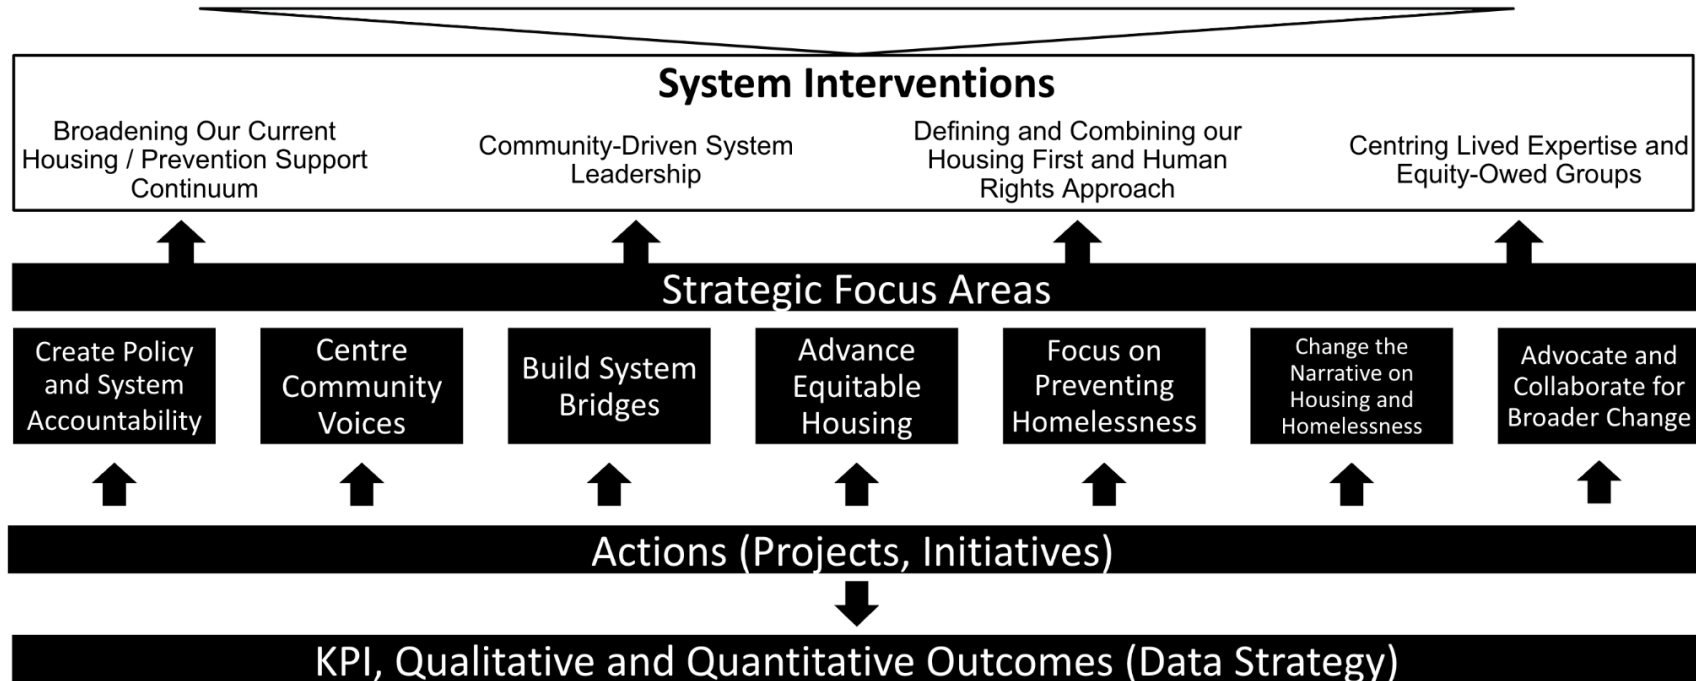 System Interventions
Broadening Our Current
Housing / Prevention Support
Continuum
Community-Driven System
Leadership
Defining and Combining our
Housing First and Human
Rights Approach
Centring Lived Expertise and
Equity-Owed Groups
Strategic Focus Areas
Create Policy
and System
Accountability
Centre
Community
Voices
Build System
Bridges
Advance
Equitable
Housing
Focus on
Preventing
Homelessness
Change the
Narrative on
Housing and
Homelessness
Advocate and
Collaborate for
Broader Change
Actions (Projects, Initiatives)
KPI, Qualitative and Quantitative Outcomes (Data Strategy)